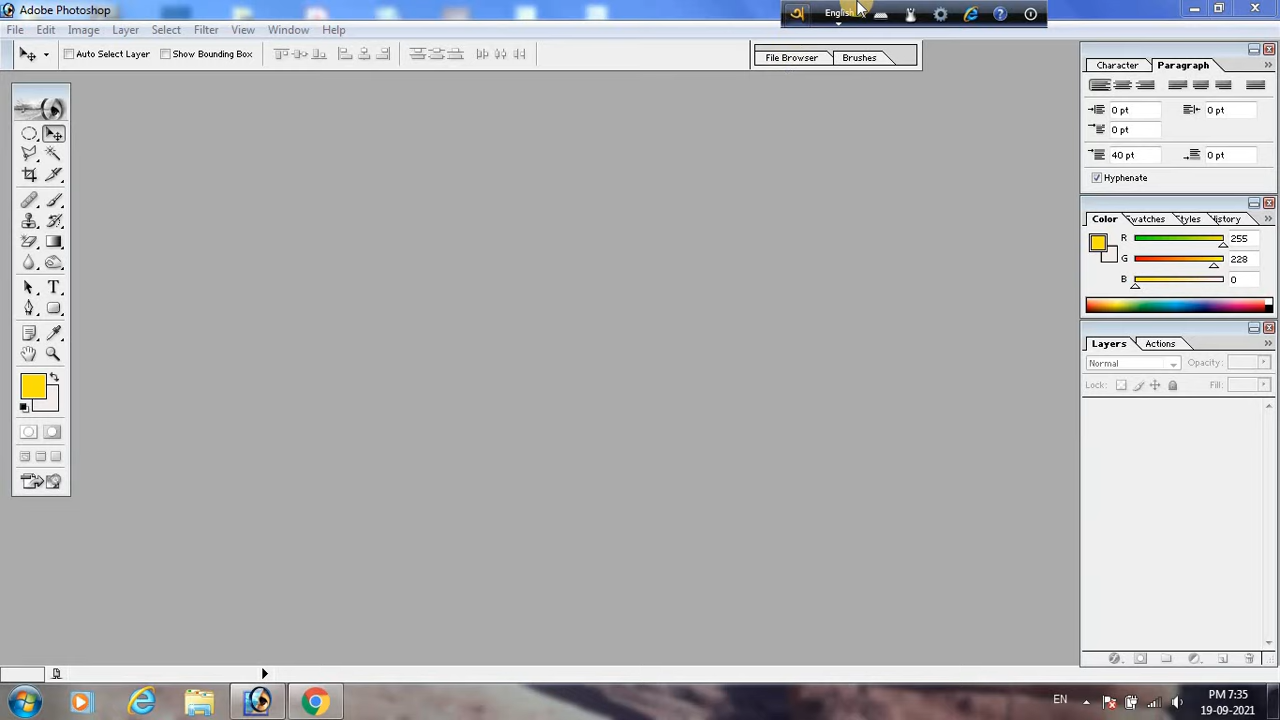 Adobe Photoshop
English
File Edit Image Layer Select Filter View Window Help
Auto Select Layer Show Bounding Box
File Browser Brushes
Character Paragraph
0 pt 0 pt
0 pt
40 pt 0 pt
Hyphenate
Color Swatches Styles History
R 255
G 228
B 0
Layers Actions
Normal Opacity:
Lock: Fill:
EN
PM 7:35
19-09-2021